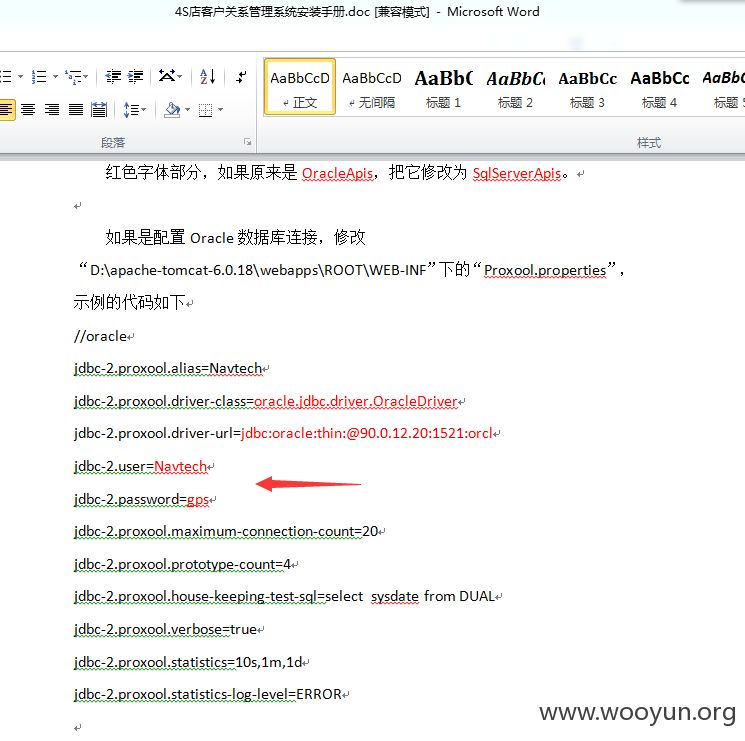 4S店客户关系管理系统安装手册.doc [兼容模式] - Microsoft Word
AaBbCcD AaBbCcD AaBb( AaBbC AaBbCc AaBbCc AaBb
正文 无间隔 标题 1 标题 2 标题 3 标题 4 标题
段落 样式
红色字体部分，如果原来是 OracleApis，把它修改为 SqlServerApis。
如果是配置 Oracle 数据库连接，修改
“D:\apache-tomcat-6.0.18\webapps\ROOT\WEB-INF”下的“Proxool.properties”，
示例的代码如下
//oracle
jdbc-2.proxool.alias=Navtech
jdbc-2.proxool.driver-class=oracle.jdbc.driver.OracleDriver
jdbc-2.proxool.driver-url=jdbc:oracle:thin:@90.0.12.20:1521:orcl
jdbc-2.user=Navtech
jdbc-2.password=gps
jdbc-2.proxool.maximum-connection-count=20
jdbc-2.proxool.prototype-count=4
jdbc-2.proxool.house-keeping-test-sql=select  sysdate from DUAL
jdbc-2.proxool.verbose=true
jdbc-2.proxool.statistics=10s,1m,1d
jdbc-2.proxool.statistics-log-level=ERROR
www.wooyun.org